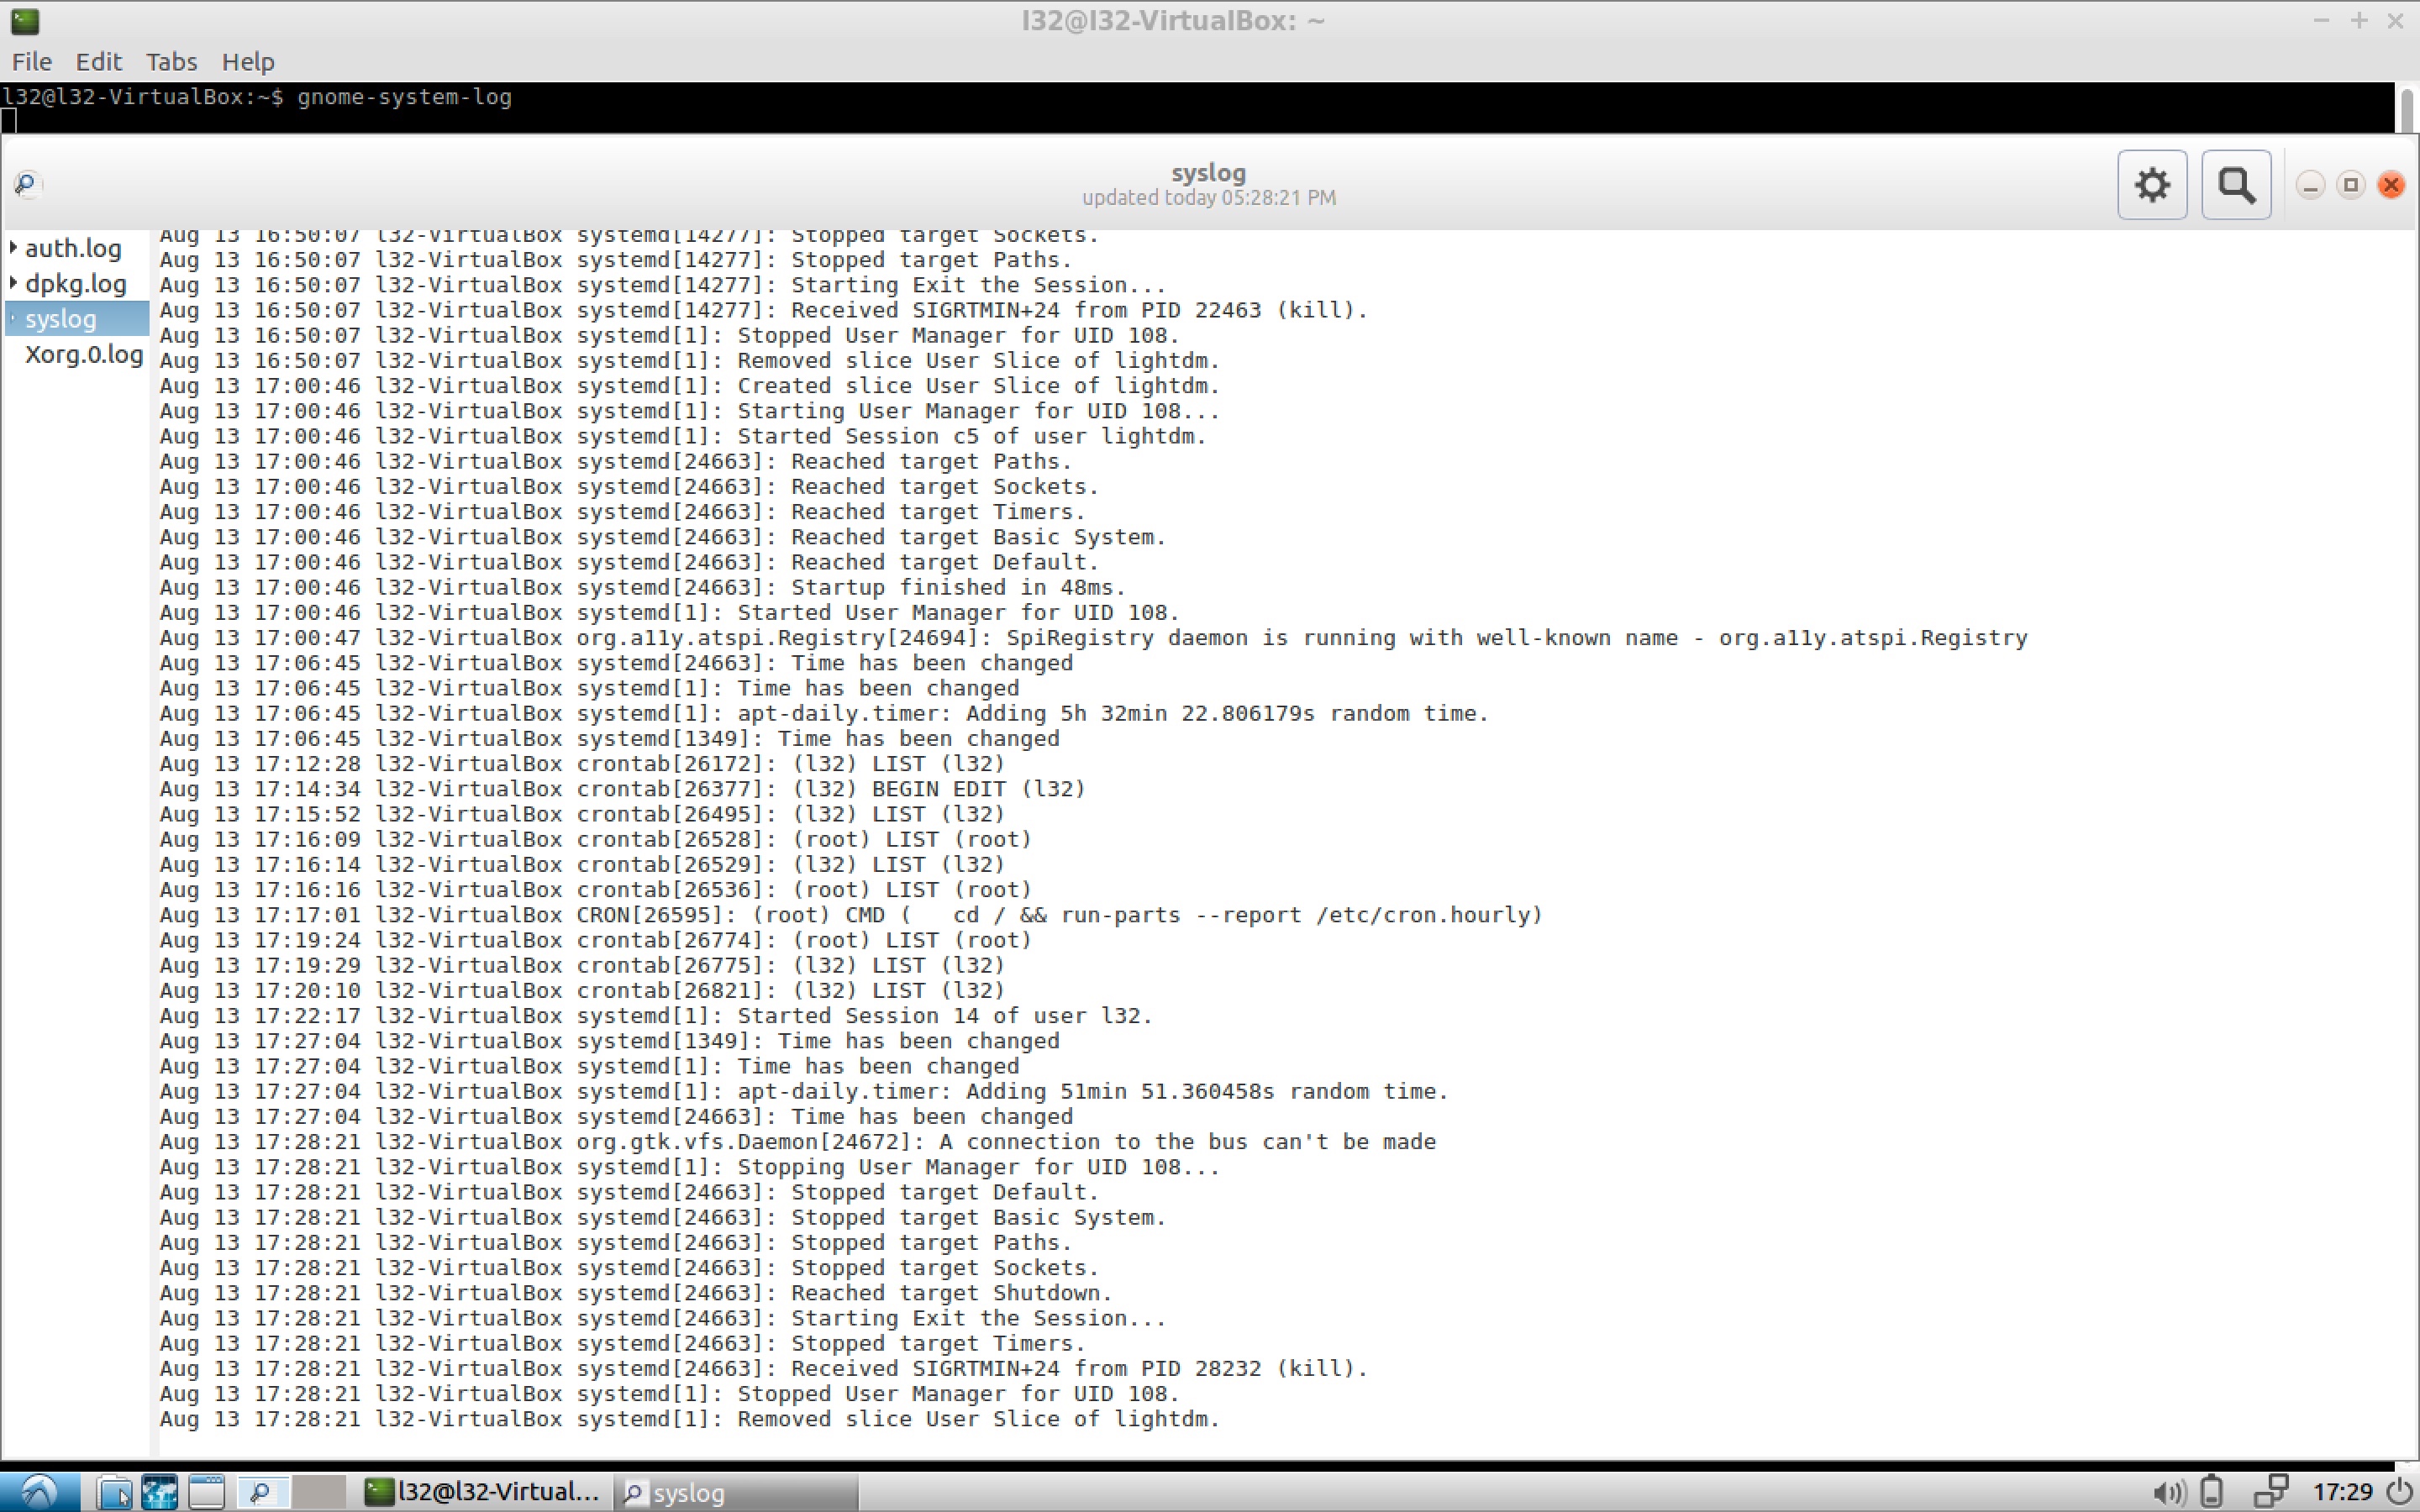 l32@l32-VirtualBox: ~
File Edit Tabs Help
l32@l32-VirtualBox:~$ gnome-system-log
syslog
updated today 05:28:21 PM
auth.log
dpkg.log
syslog
Xorg.0.log
Aug 13 16:50:07 l32-VirtualBox systemd[14277]: Stopped target Sockets.
Aug 13 16:50:07 l32-VirtualBox systemd[14277]: Stopped target Paths.
Aug 13 16:50:07 l32-VirtualBox systemd[14277]: Starting Exit the Session...
Aug 13 16:50:07 l32-VirtualBox systemd[14277]: Received SIGRTMIN+24 from PID 22463 (kill).
Aug 13 16:50:07 l32-VirtualBox systemd[1]: Stopped User Manager for UID 108.
Aug 13 16:50:07 l32-VirtualBox systemd[1]: Removed slice User Slice of lightdm.
Aug 13 17:00:46 l32-VirtualBox systemd[1]: Created slice User Slice of lightdm.
Aug 13 17:00:46 l32-VirtualBox systemd[1]: Starting User Manager for UID 108...
Aug 13 17:00:46 l32-VirtualBox systemd[1]: Started Session c5 of user lightdm.
Aug 13 17:00:46 l32-VirtualBox systemd[24663]: Reached target Paths.
Aug 13 17:00:46 l32-VirtualBox systemd[24663]: Reached target Sockets.
Aug 13 17:00:46 l32-VirtualBox systemd[24663]: Reached target Timers.
Aug 13 17:00:46 l32-VirtualBox systemd[24663]: Reached target Basic System.
Aug 13 17:00:46 l32-VirtualBox systemd[24663]: Reached target Default.
Aug 13 17:00:46 l32-VirtualBox systemd[24663]: Startup finished in 48ms.
Aug 13 17:00:46 l32-VirtualBox systemd[1]: Started User Manager for UID 108.
Aug 13 17:00:47 l32-VirtualBox org.a11y.atspi.Registry[24694]: SpiRegistry daemon is running with well-known name - org.a11y.atspi.Registry
Aug 13 17:06:45 l32-VirtualBox systemd[24663]: Time has been changed
Aug 13 17:06:45 l32-VirtualBox systemd[1]: Time has been changed
Aug 13 17:06:45 l32-VirtualBox systemd[1]: apt-daily.timer: Adding 5h 32min 22.806179s random time.
Aug 13 17:06:45 l32-VirtualBox systemd[1349]: Time has been changed
Aug 13 17:12:28 l32-VirtualBox crontab[26172]: (l32) LIST (l32)
Aug 13 17:14:34 l32-VirtualBox crontab[26377]: (l32) BEGIN EDIT (l32)
Aug 13 17:15:52 l32-VirtualBox crontab[26495]: (l32) LIST (l32)
Aug 13 17:16:09 l32-VirtualBox crontab[26528]: (root) LIST (root)
Aug 13 17:16:14 l32-VirtualBox crontab[26529]: (l32) LIST (l32)
Aug 13 17:16:16 l32-VirtualBox crontab[26536]: (root) LIST (root)
Aug 13 17:17:01 l32-VirtualBox CRON[26595]: (root) CMD (   cd / && run-parts --report /etc/cron.hourly)
Aug 13 17:19:24 l32-VirtualBox crontab[26774]: (root) LIST (root)
Aug 13 17:19:29 l32-VirtualBox crontab[26775]: (l32) LIST (l32)
Aug 13 17:20:10 l32-VirtualBox crontab[26821]: (l32) LIST (l32)
Aug 13 17:22:17 l32-VirtualBox systemd[1]: Started Session 14 of user l32.
Aug 13 17:27:04 l32-VirtualBox systemd[1349]: Time has been changed
Aug 13 17:27:04 l32-VirtualBox systemd[1]: Time has been changed
Aug 13 17:27:04 l32-VirtualBox systemd[1]: apt-daily.timer: Adding 51min 51.360458s random time.
Aug 13 17:27:04 l32-VirtualBox systemd[24663]: Time has been changed
Aug 13 17:28:21 l32-VirtualBox org.gtk.vfs.Daemon[24672]: A connection to the bus can't be made
Aug 13 17:28:21 l32-VirtualBox systemd[1]: Stopping User Manager for UID 108...
Aug 13 17:28:21 l32-VirtualBox systemd[24663]: Stopped target Default.
Aug 13 17:28:21 l32-VirtualBox systemd[24663]: Stopped target Basic System.
Aug 13 17:28:21 l32-VirtualBox systemd[24663]: Stopped target Paths.
Aug 13 17:28:21 l32-VirtualBox systemd[24663]: Stopped target Sockets.
Aug 13 17:28:21 l32-VirtualBox systemd[24663]: Reached target Shutdown.
Aug 13 17:28:21 l32-VirtualBox systemd[24663]: Starting Exit the Session...
Aug 13 17:28:21 l32-VirtualBox systemd[24663]: Stopped target Timers.
Aug 13 17:28:21 l32-VirtualBox systemd[24663]: Received SIGRTMIN+24 from PID 28232 (kill).
Aug 13 17:28:21 l32-VirtualBox systemd[1]: Stopped User Manager for UID 108.
Aug 13 17:28:21 l32-VirtualBox systemd[1]: Removed slice User Slice of lightdm.
l32@l32-Virtual... syslog 17:29